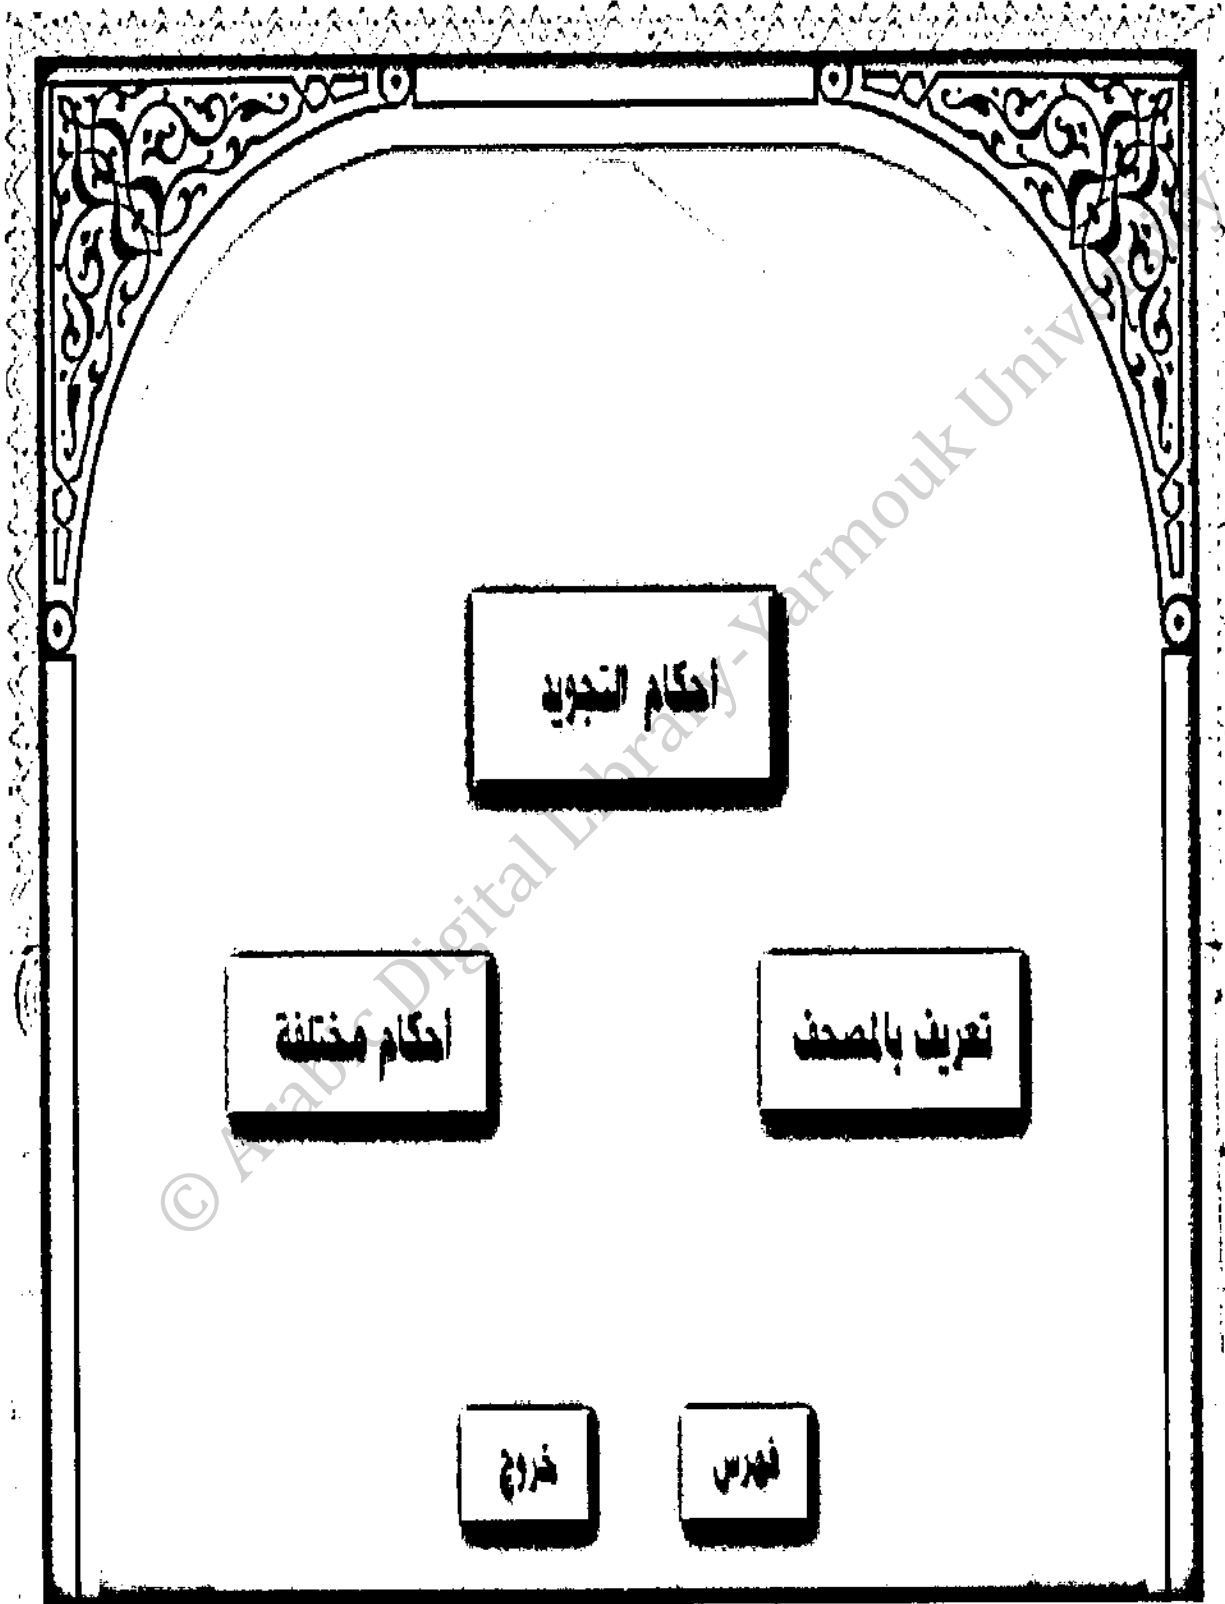 أحكام التجويد
تعريف بالمصحف
أحكام مختلفة
فهرس
خروج
© Arabic Digital Library-Yarmouk University